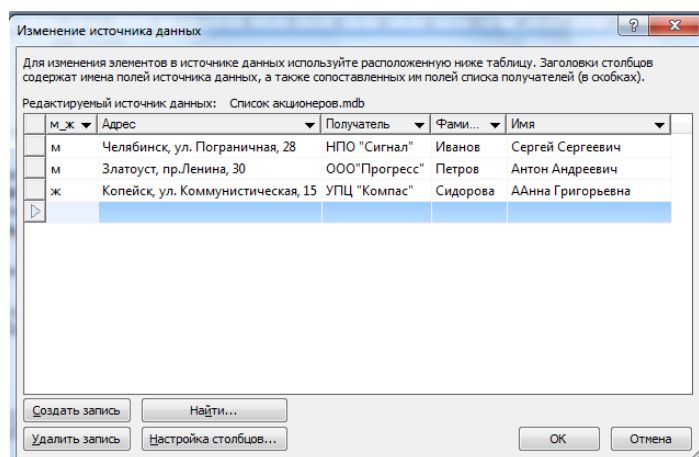 Изменение источника данных
Для изменения элементов в источнике данных используйте расположенную ниже таблицу. Заголовки столбцов
содержат имена полей источника данных, а также сопоставленных им полей списка получателей (в скобках).
Редактируемый источник данных: Список акционеров.mdb
м_ж Адрес Получатель Фами... Имя
м Челябинск, ул. Пограничная, 28 НПО "Сигнал" Иванов Сергей Сергеевич
м Златоуст, пр.Ленина, 30 ООО"Прогресс" Петров Антон Андреевич
ж Копейск, ул. Коммунистическая, 15 УПЦ "Компас" Сидорова ААнна Григорьевна
Создать запись Найти...
Удалить запись Настройка столбцов... ОК Отмена